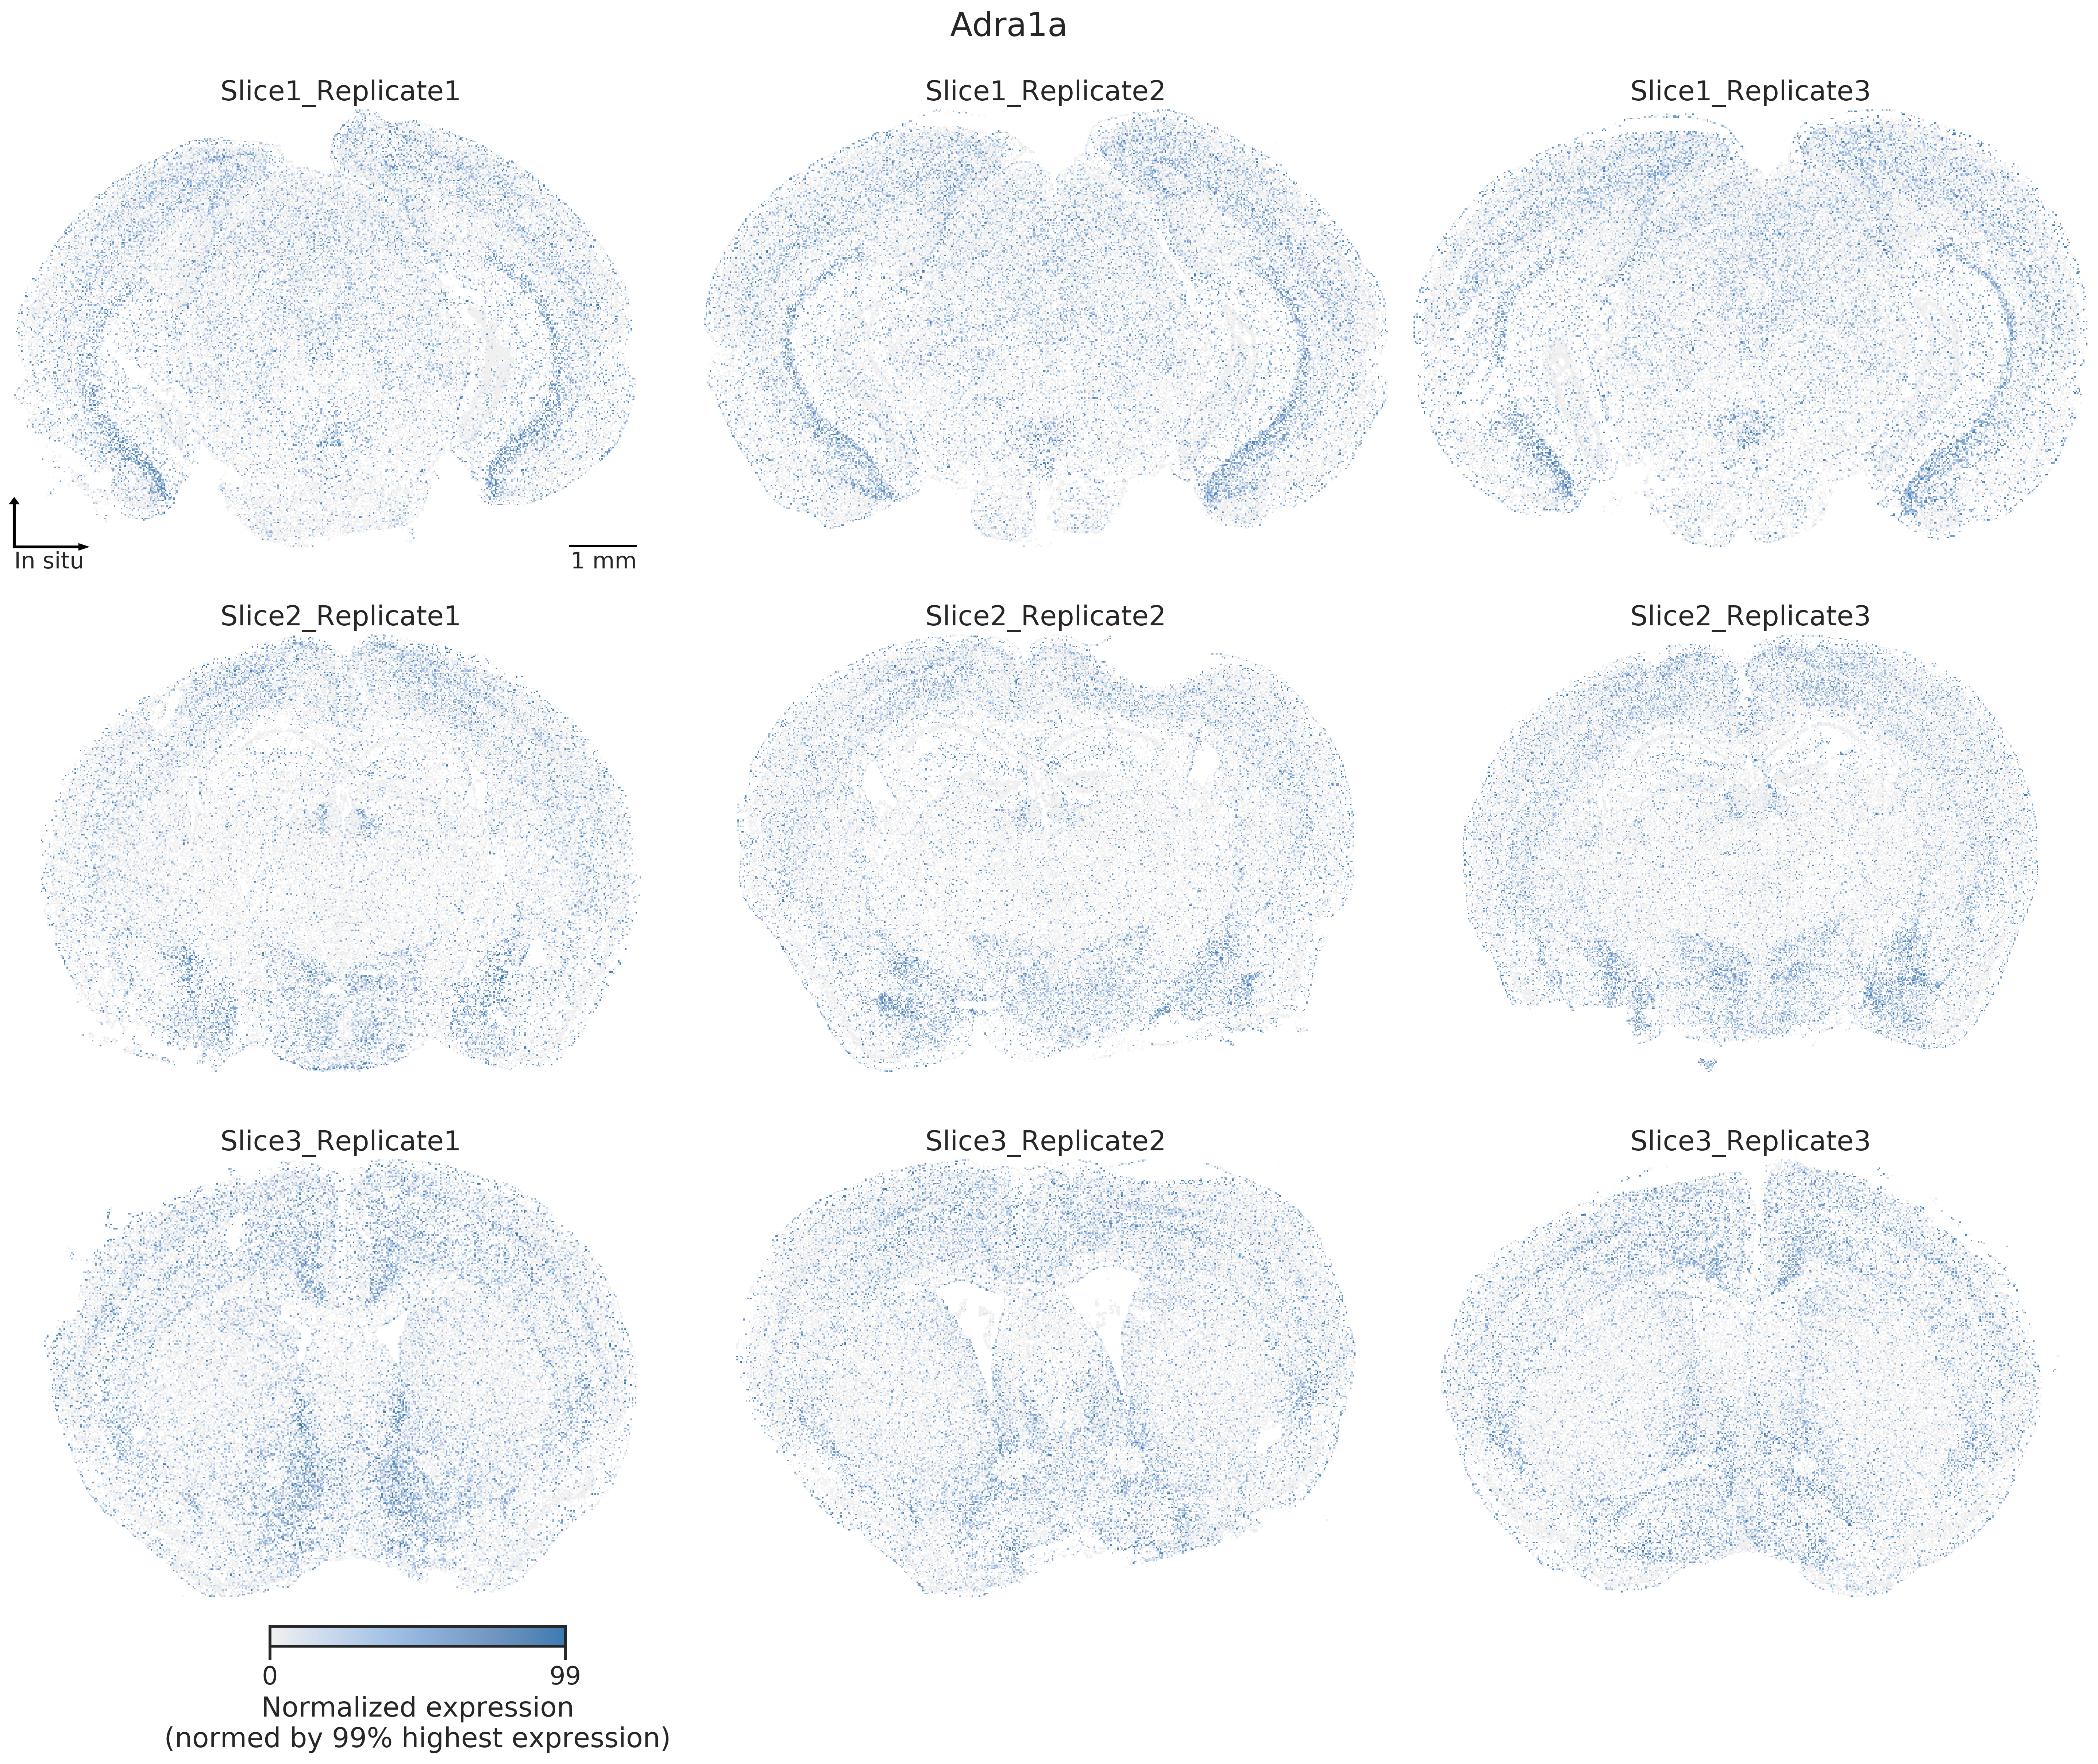 Adra1a
Slice1_Replicate1
Slice1_Replicate2
Slice1_Replicate3
In situ
1 mm
Slice2_Replicate1
Slice2_Replicate2
Slice2_Replicate3
Slice3_Replicate1
Slice3_Replicate2
Slice3_Replicate3
0
99
Normalized expression
(normed by 99% highest expression)